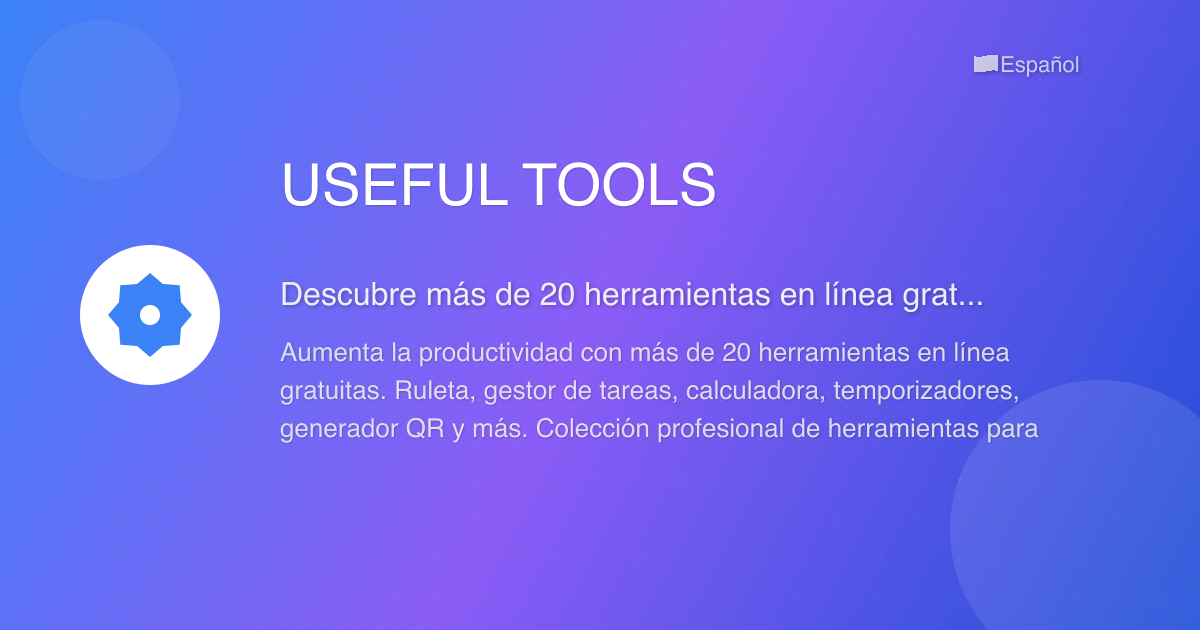 Español
USEFUL TOOLS
Descubre más de 20 herramientas en línea grat...
Aumenta la productividad con más de 20 herramientas en línea
gratuitas. Ruleta, gestor de tareas, calculadora, temporizadores,
generador QR y más. Colección profesional de herramientas para